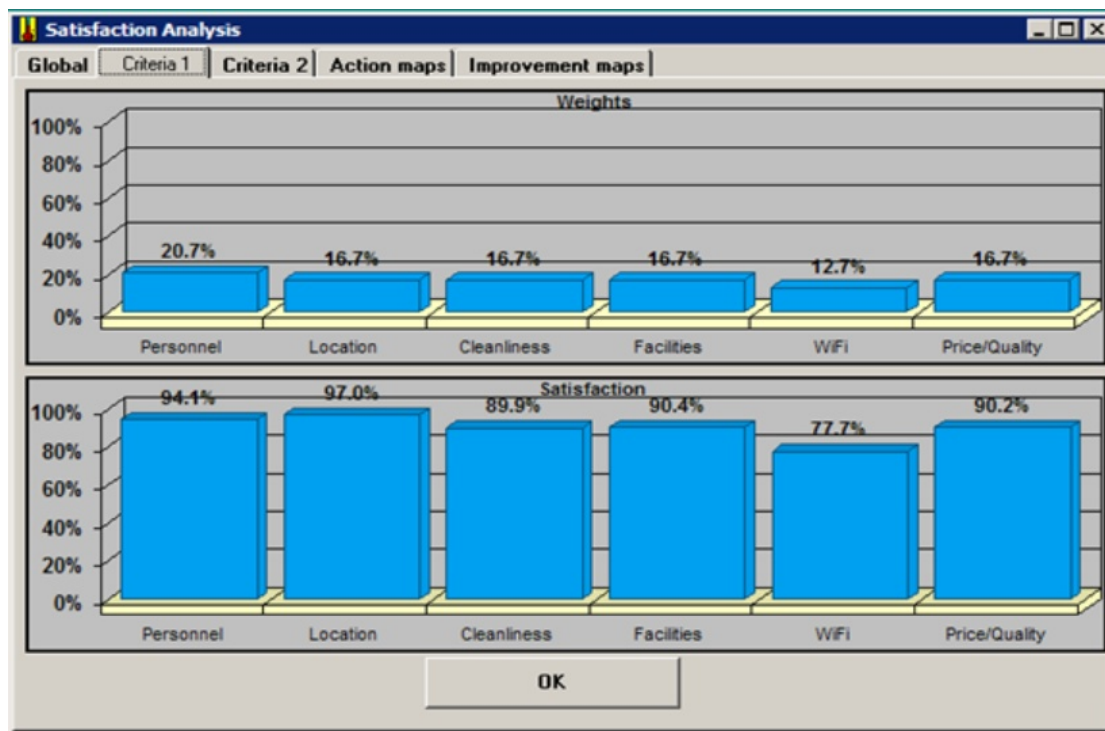 Satisfaction Analysis
Global Criteria 1 Criteria 2 Action maps Improvement maps
Weights
100%
80%
60%
40%
20%
0%
20.7% 16.7% 16.7% 16.7% 12.7% 16.7%
Personnel Location Cleanliness Facilities WiFi Price/Quality
Satisfaction
100%
80%
60%
40%
20%
0%
94.1% 97.0% 89.9% 90.4% 77.7% 90.2%
Personnel Location Cleanliness Facilities WiFi Price/Quality
OK